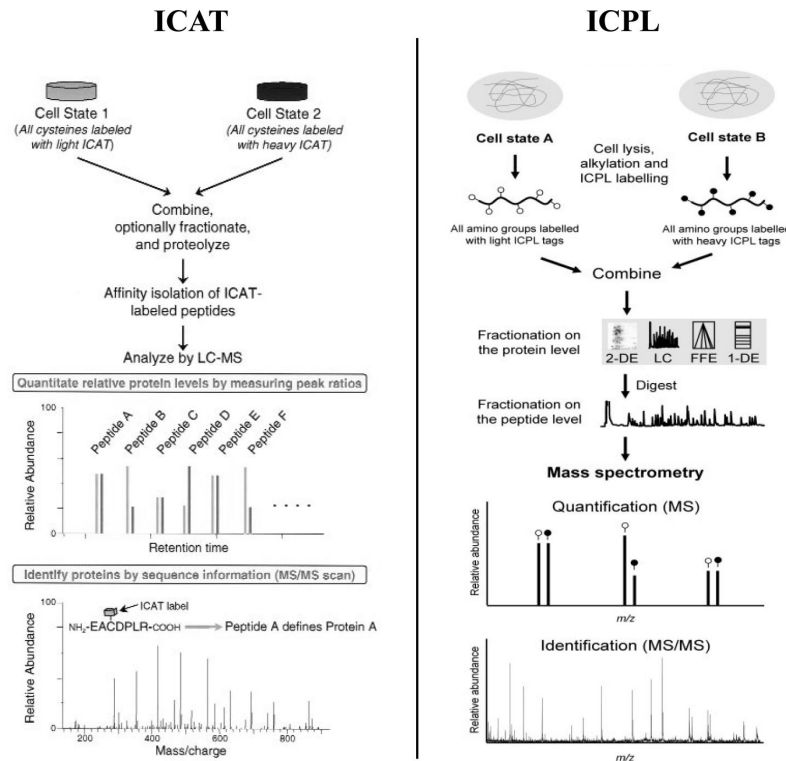 ICAT
Cell State 1
(All cysteines labeled
with light ICAT)
Cell State 2
(All cysteines labeled
with heavy ICAT)
Combine,
optionally fractionate,
and proteolyze
Affinity isolation of ICAT-
labeled peptides
Analyze by LC-MS
Quantitate relative protein levels by measuring peak ratios
100
0
Relative Abundance
Peptide A
Peptide B
Peptide C
Peptide D
Peptide E
Peptide F
Retention time
Identify proteins by sequence information (MS/MS scan)
100
0
Relative Abundance
ICAT label
NH₂-EACDPLR-COOH
Peptide A defines Protein A
200
400
600
800
Mass/charge
ICPL
Cell state A
Cell state B
Cell lysis,
alkylation and
ICPL labelling
All amino groups labelled
with light ICPL tags
All amino groups labelled
with heavy ICPL tags
Combine
Fractionation on
the protein level
2-DE LC FFE 1-DE
Digest
Fractionation on
the peptide level
Mass spectrometry
Quantification (MS)
Relative abundance
m/z
Identification (MS/MS)
Relative abundance
m/z